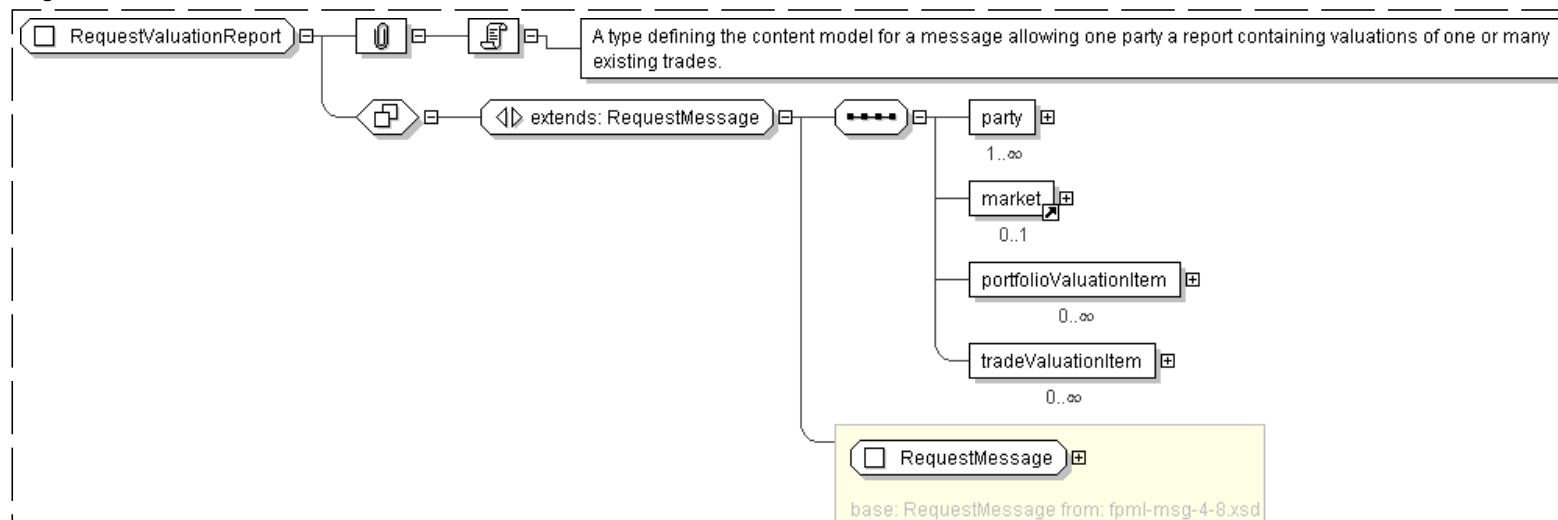 RequestValuationReport
A type defining the content model for a message allowing one party a report containing valuations of one or many
existing trades.
extends: RequestMessage
party
1..∞
market
0..1
portfolioValuationItem
0..∞
tradeValuationItem
0..∞
RequestMessage
base: RequestMessage from: fpml-msg-4-8.xsd